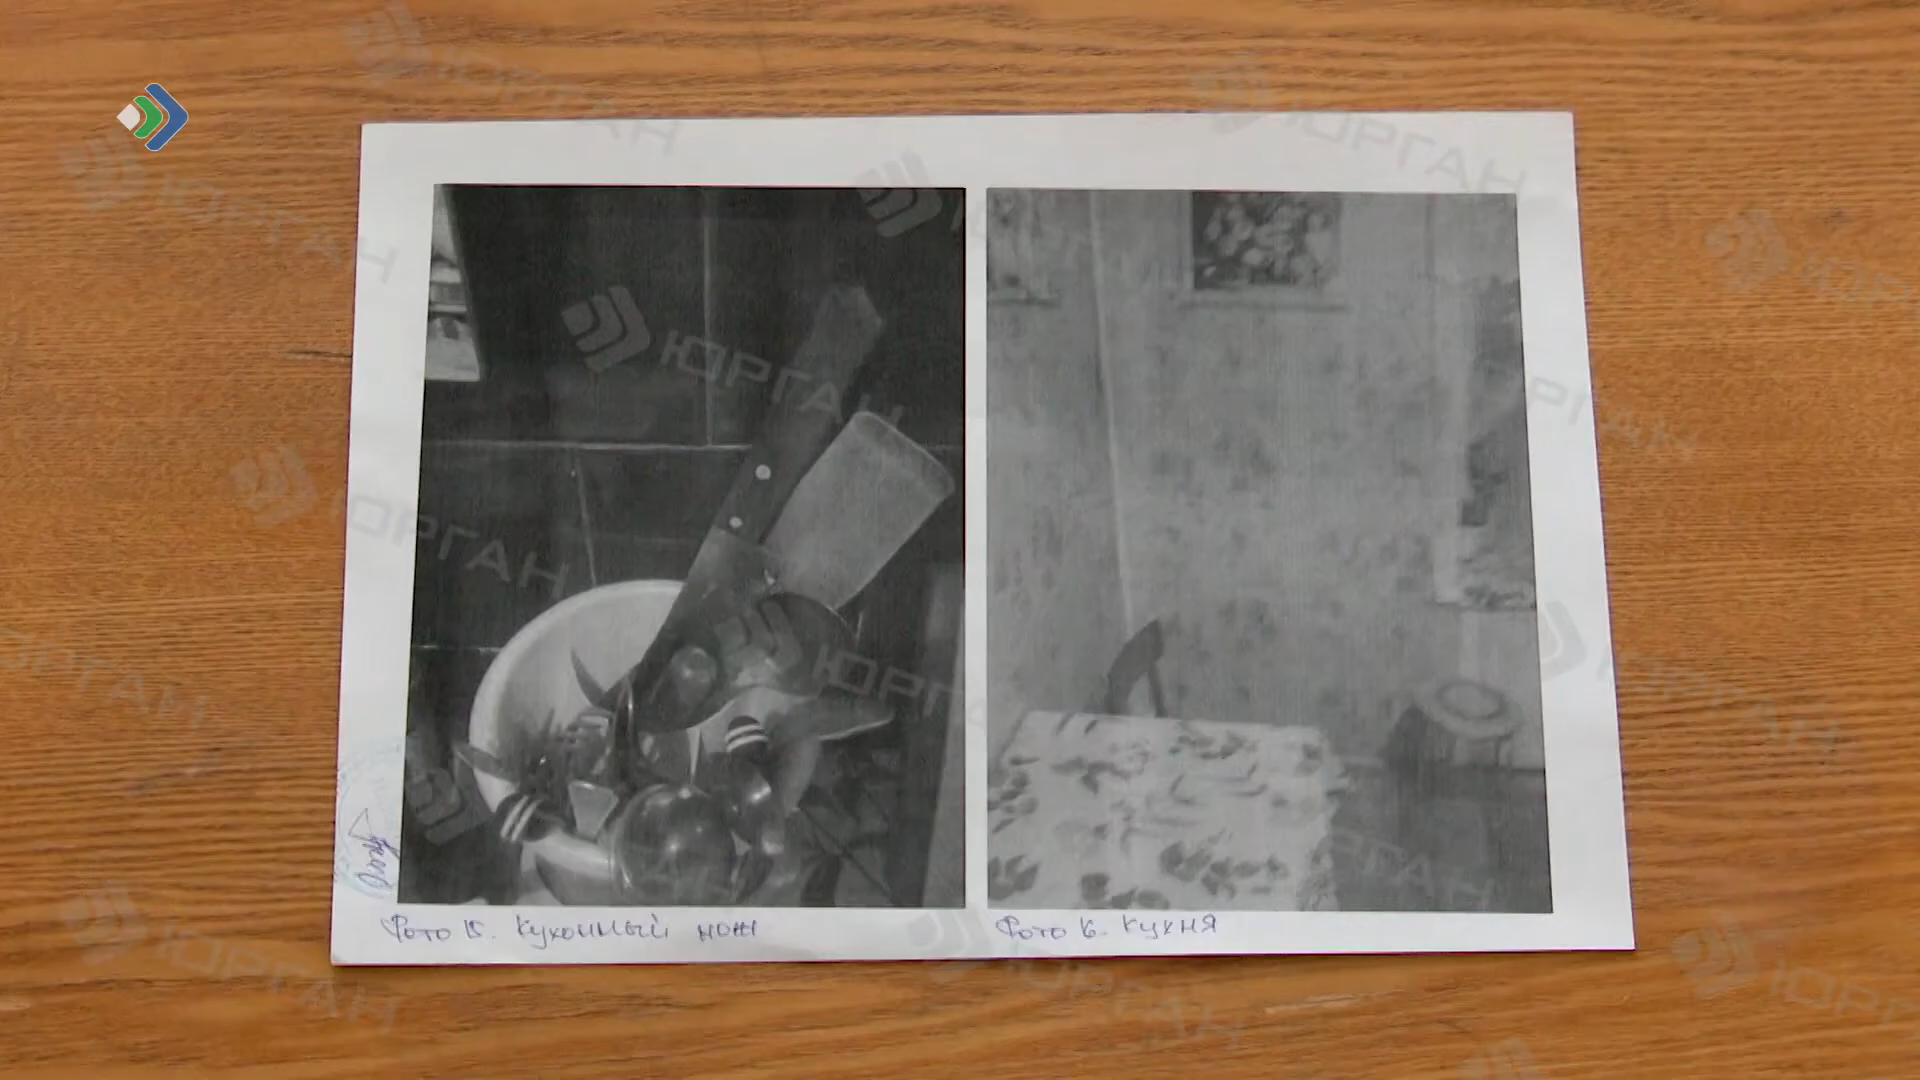 Фото 15. Кухонный нож
Фото 16. Кухня
ЮРГАН